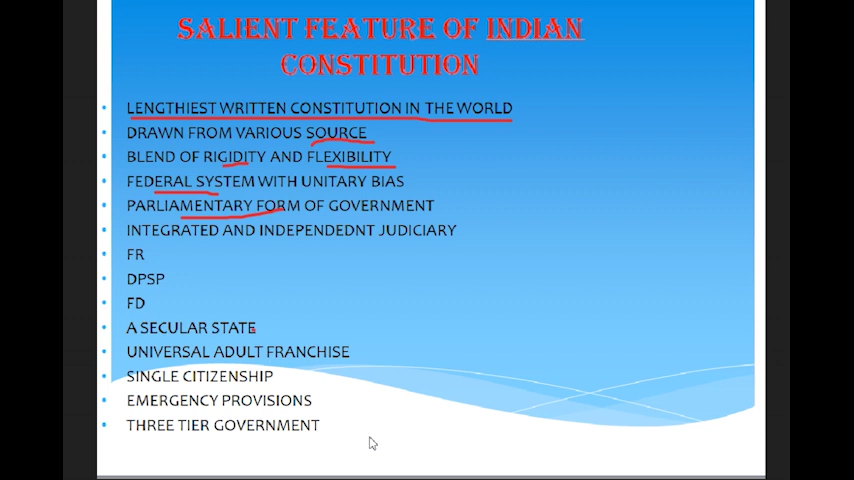 SALIENT FEATURE OF INDIAN
CONSTITUTION
• LENGTHIEST WRITTEN CONSTITUTION IN THE WORLD
• DRAWN FROM VARIOUS SOURCE
• BLEND OF RIGIDITY AND FLEXIBILITY
• FEDERAL SYSTEM WITH UNITARY BIAS
• PARLIAMENTARY FORM OF GOVERNMENT
• INTEGRATED AND INDEPENDEDNT JUDICIARY
• FR
• DPSP
• FD
• A SECULAR STATE
• UNIVERSAL ADULT FRANCHISE
• SINGLE CITIZENSHIP
• EMERGENCY PROVISIONS
• THREE TIER GOVERNMENT